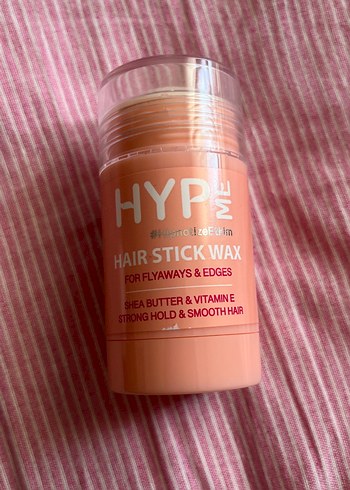 HYP ME
HAIR STICK WAX
FOR FLYAWAYS & EDGES
SHEA BUTTER & VITAMIN E
STRONG HOLD & SMOOTH HAIR